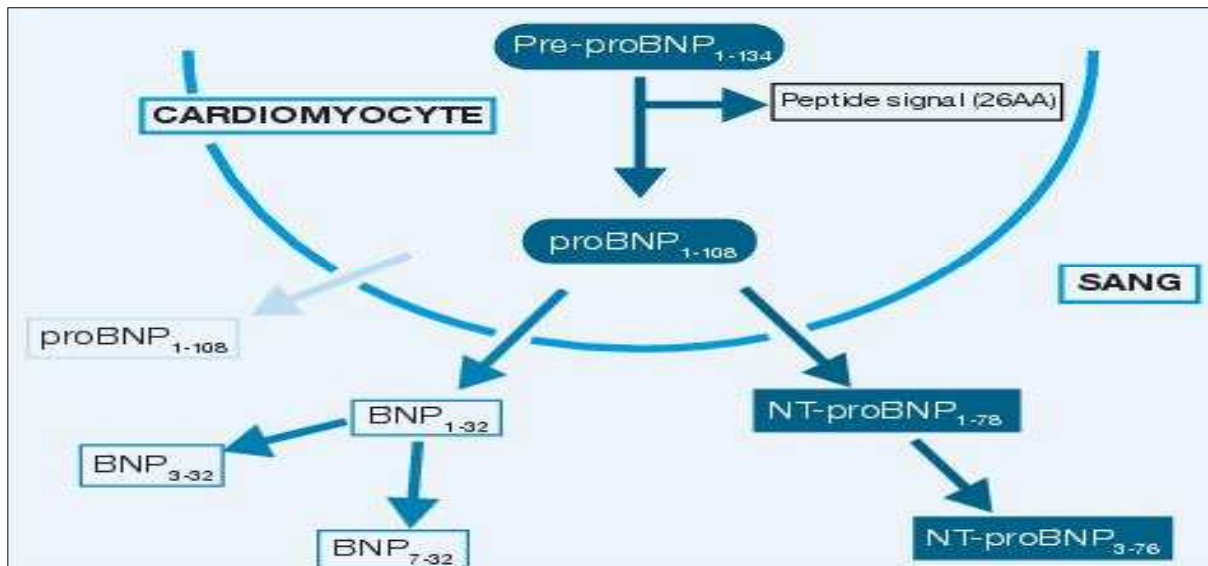 Pre-proBNP1-134
CARDIOMYOCYTE
Peptide signal (26AA)
proBNP1-108
SANG
proBNP1-108
BNP1-32
NT-proBNP1-78
BNP3-32
BNP7-32
NT-proBNP3-76